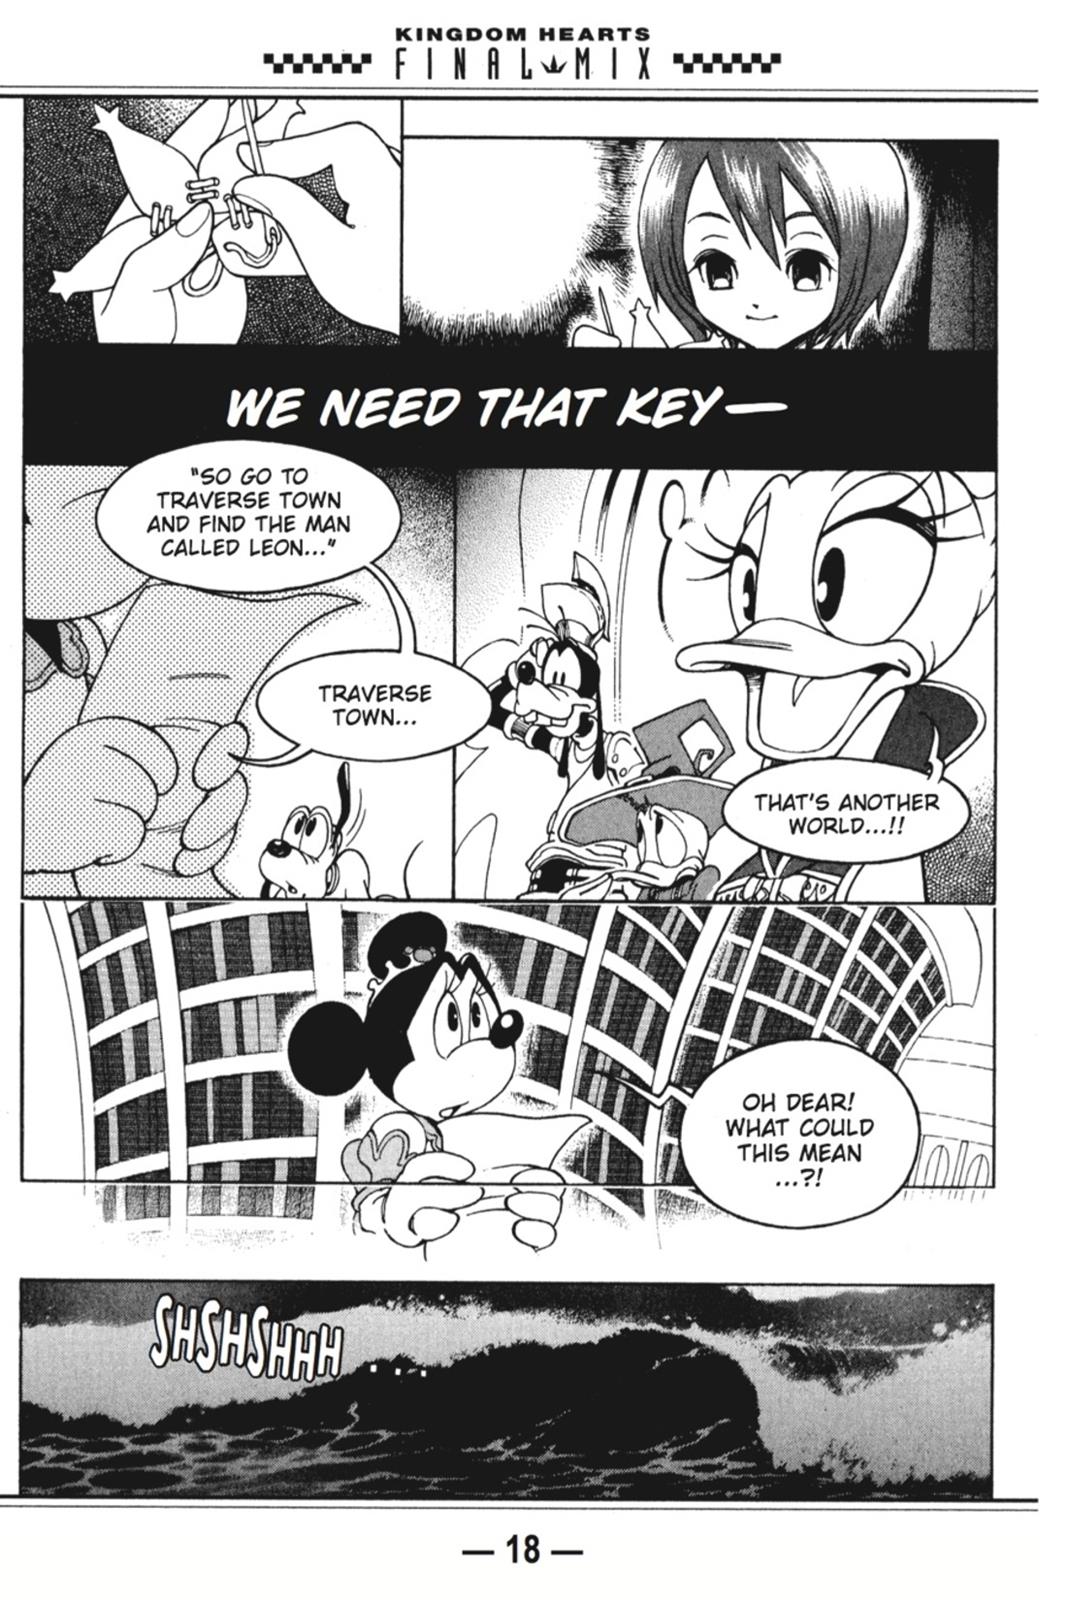 KINGDOM HEARTS
FINAL MIX
WE NEED THAT KEY—
"SO GO TO
TRAVERSE TOWN
AND FIND THE MAN
CALLED LEON..."
TRAVERSE
TOWN...
THAT'S ANOTHER
WORLD...!!
OH DEAR!
WHAT COULD
THIS MEAN
...?!
SHSHSHHH...
— 18 —